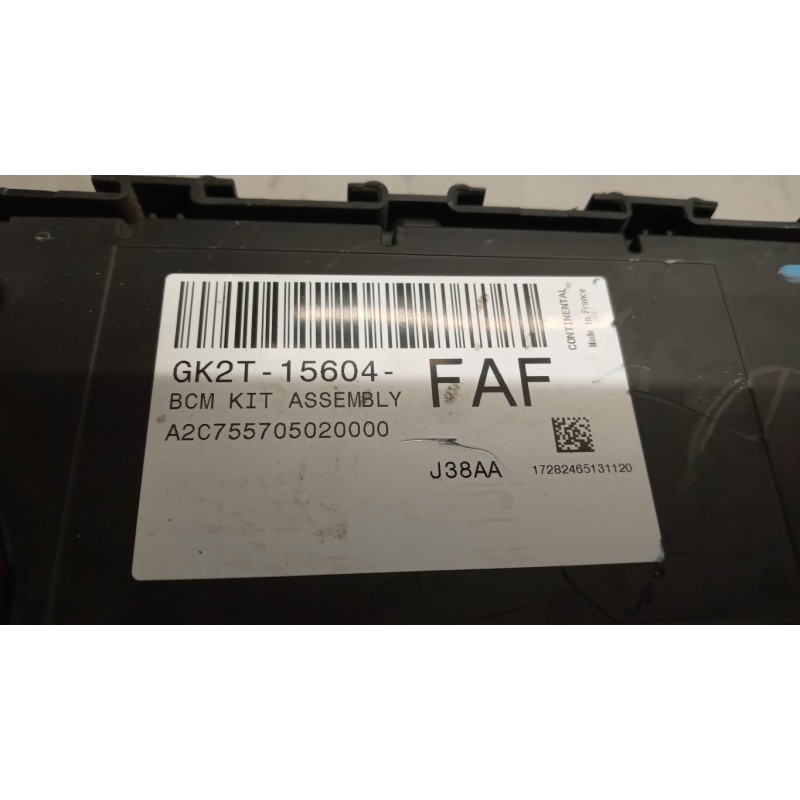 GK2T-15604- FAF
BCM KIT ASSEMBLY
A2C755705020000
J38AA
17282465131120
CONTINENTAL
Made in France